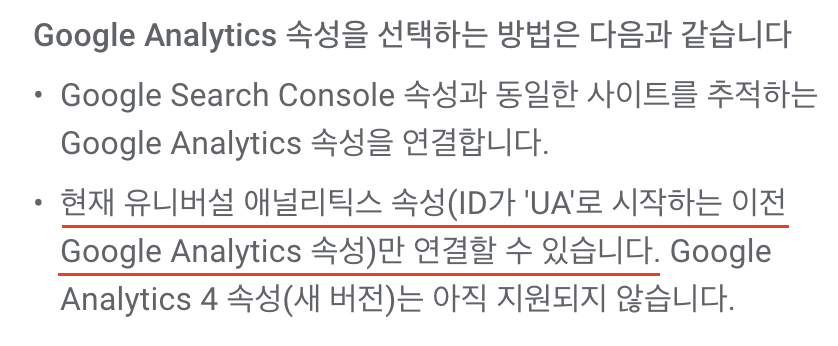 Google Analytics 속성을 선택하는 방법은 다음과 같습니다
• Google Search Console 속성과 동일한 사이트를 추적하는
Google Analytics 속성을 연결합니다.
• 현재 유니버설 애널리틱스 속성(ID가 'UA'로 시작하는 이전
Google Analytics 속성)만 연결할 수 있습니다. Google
Analytics 4 속성(새 버전)는 아직 지원되지 않습니다.